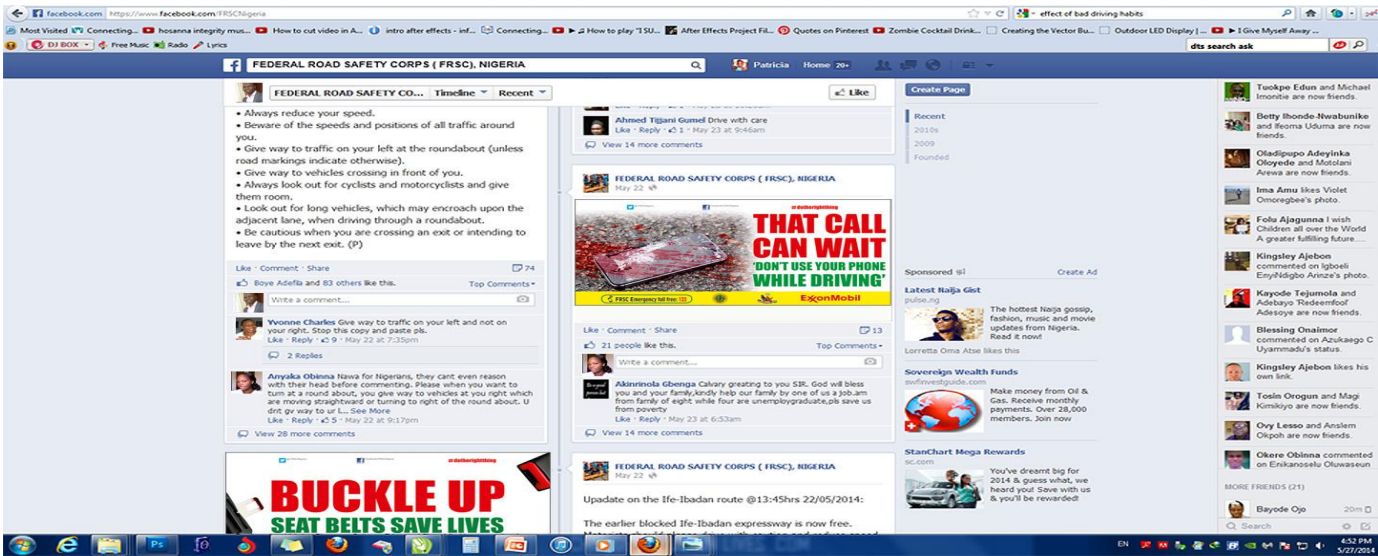 facebook.com https://www.facebook.com/FRSCNigeria
effect of bad driving habits
Most Visited Connecting... hosanna integrity mus... How to cut video in A... intro after effects - inf... Connecting... How to play "I SU... After Effects Project Fil... Quotes on Pinterest Zombie Cocktail Drink... Creating the Vector Bu... Outdoor LED Display |... I Give Myself Away ...
DJ BOX Free Music Radio Lyrics
dts search ask
FEDERAL ROAD SAFETY CORPS ( FRSC), NIGERIA
Patricia Home 20+
FEDERAL ROAD SAFETY CO... Timeline Recent
Like
• Always reduce your speed.
• Beware of the speeds and positions of all traffic around
you.
• Give way to traffic on your left at the roundabout (unless
road markings indicate otherwise).
• Give way to vehicles crossing in front of you.
• Always look out for cyclists and motorcyclists and give
them room.
• Look out for long vehicles, which may encroach upon the
adjacent lane, when driving through a roundabout.
• Be cautious when you are crossing an exit or intending to
leave by the next exit. (P)
Like · Comment · Share 74
Boye Adefila and 83 others like this. Top Comments
Write a comment...
Yvonne Charles Give way to traffic on your left and not on
your right. Stop this copy and paste pls.
Like · Reply · 9 · May 22 at 7:35pm
2 Replies
Anyaka Obinna Nawa for Nigerians, they cant even reason
with their head before commenting. Please when you want to
turn at a round about, you give way to vehicles at you right which
are moving straightward or turning to right of the round about. U
dnt gv way to ur l... See More
Like · Reply · 5 · May 22 at 9:17pm
View 28 more comments
#dotherightthing
BUCKLE UP
SEAT BELTS SAVE LIVES
Ahmed Tijjani Gumel Drive with care
Like · Reply · 1 · May 23 at 9:46am
View 14 more comments
FEDERAL ROAD SAFETY CORPS ( FRSC), NIGERIA
May 22
#dotherightthing
THAT CALL
CAN WAIT
'DON'T USE YOUR PHONE
WHILE DRIVING'
FRSC Emergency toll free: 122
ExxonMobil
Like · Comment · Share 13
21 people like this. Top Comments
Write a comment...
Akinrinola Gbenga Calvary greeting to you SIR. God will bless
you and your family,kindly help our family by one of us a job.am
from family of eight while four are unemploygraduate,pls save us
from poverty
Like · Reply · May 23 at 6:53am
View 14 more comments
FEDERAL ROAD SAFETY CORPS ( FRSC), NIGERIA
May 22
Upadate on the Ife-Ibadan route @13:45hrs 22/05/2014:
The earlier blocked Ife-Ibadan expressway is now free.
Create Page
Recent
2010s
2009
Founded
Sponsored Create Ad
Latest Naija Gist
pulse.ng
The hottest Naija gossip,
fashion, music and movie
updates from Nigeria.
Read it now!
Lorretta Oma Atse likes this
Sovereign Wealth Funds
swfinvestguide.com
Make money from Oil &
Gas. Receive monthly
payments. Over 28,000
members. Join now
StanChart Mega Rewards
sc.com
You've dreamt big for
2014 & guess what, we
heard you! Save with us
& you'll be rewarded!
Tuokpe Edun and Michael
Imonitie are now friends.
Betty Ihonde-Nwabunike
and Ifeoma Uduma are now
friends.
Oladipupo Adeyinka
Oloyede and Motolani
Arewa are now friends.
Ima Amu likes Violet
Omoregbee's photo.
Folu Ajagunna I wish
Children all over the World
A greater fulfilling future....
Kingsley Ajebon
commented on Igboeli
EnyiNdigbo Arinze's photo.
Kayode Tejumola and
Adebayo 'Redeemfool'
Adesoye are now friends.
Blessing Onaimor
commented on Azukaego C
Uyammadu's status.
Kingsley Ajebon likes his
own link.
Tosin Orogun and Magi
Kimikiyo are now friends.
Ovy Lesso and Anslem
Okpoh are now friends.
Okere Obinna commented
on Enikanoselu Oluwaseun
MORE FRIENDS (21)
Bayode Ojo 20m
Search
EN
4:52 PM
5/27/2014